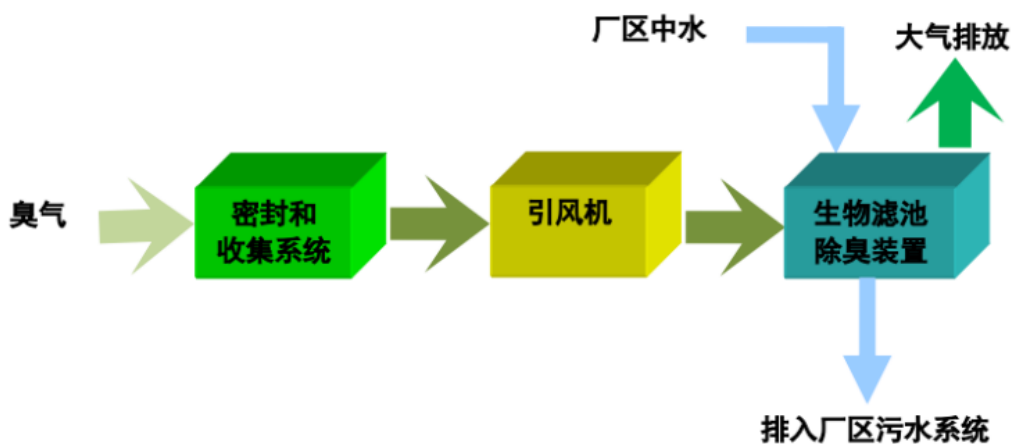 厂区中水
大气排放
臭气
密封和
收集系统
引风机
生物滤池
除臭装置
排入厂区污水系统